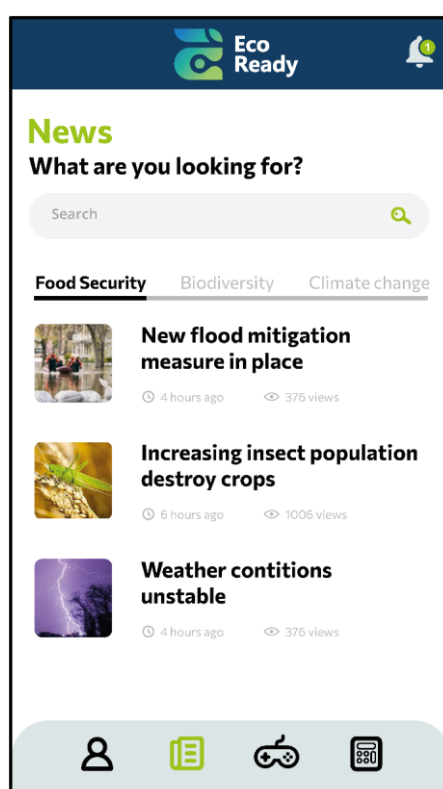 Eco
Ready
1
News
What are you looking for?
Search
Food Security Biodiversity Climate change
New flood mitigation
measure in place
4 hours ago 376 views
Increasing insect population
destroy crops
6 hours ago 1006 views
Weather contitions
unstable
4 hours ago 376 views